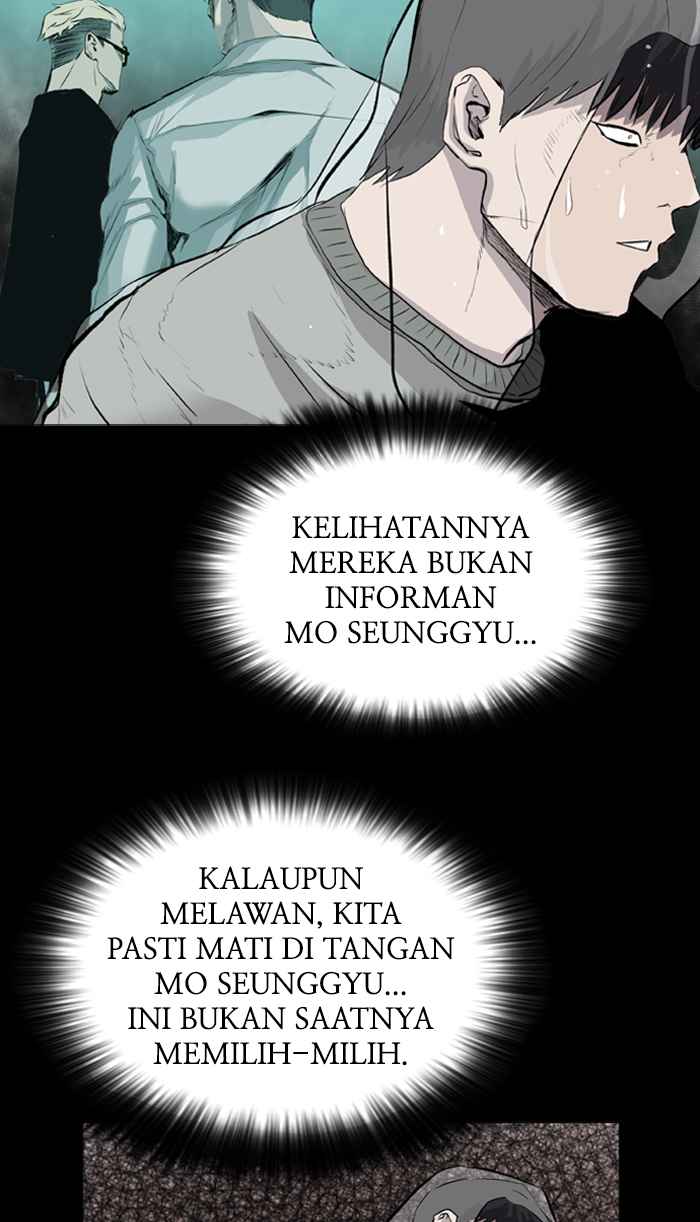 KELIHATANNYA
MEREKA BUKAN
INFORMAN
MO SEUNGGYU...
KALAUPUN
MELAWAN, KITA
PASTI MATI DI TANGAN
MO SEUNGGYU...
INI BUKAN SAATNYA
MEMILIH-MILIH.